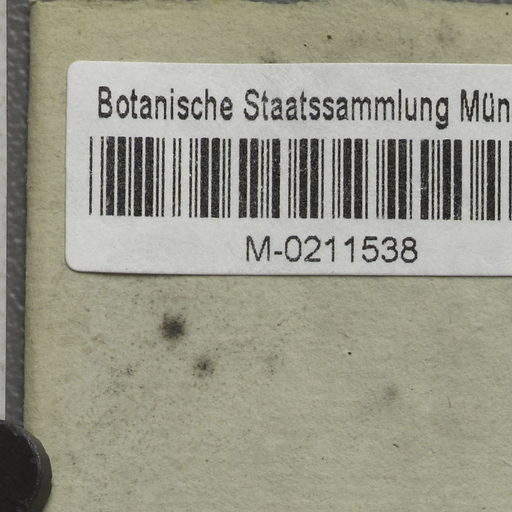 Botanische Staatssammlung Mün
M-0211538